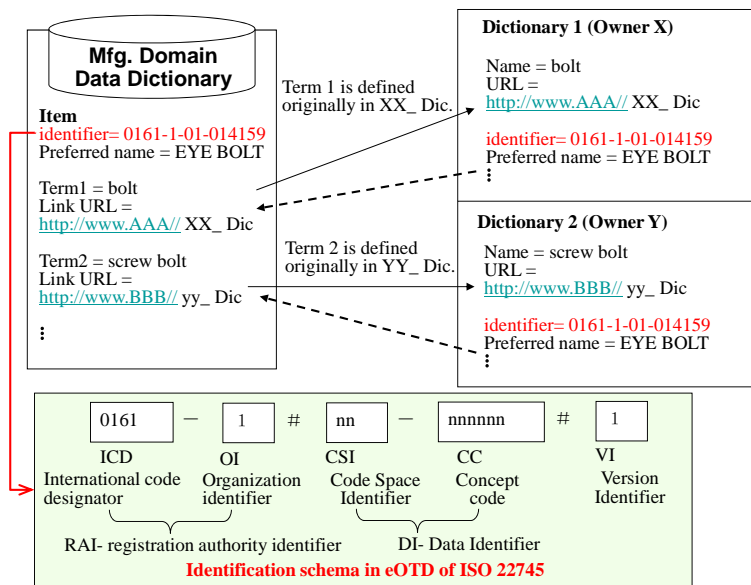 Mfg. Domain
Data Dictionary
Item
identifier= 0161-1-01-014159
Preferred name = EYE BOLT
Term1 = bolt
Link URL =
http://www.AAA// XX_ Dic
Term2 = screw bolt
Link URL =
http://www.BBB// yy_ Dic
⋮
Term 1 is defined
originally in XX_ Dic.
Term 2 is defined
originally in YY_ Dic.
Dictionary 1 (Owner X)
Name = bolt
URL =
http://www.AAA// XX_ Dic
identifier= 0161-1-01-014159
Preferred name = EYE BOLT
⋮
Dictionary 2 (Owner Y)
Name = screw bolt
URL =
http://www.BBB// yy_ Dic
identifier= 0161-1-01-014159
Preferred name = EYE BOLT
⋮
0161 － 1 # nn － nnnnnn # 1
ICD OI CSI CC VI
International code designator
Organization identifier
Code Space Identifier
Concept code
Version Identifier
RAI- registration authority identifier DI- Data Identifier
Identification schema in eOTD of ISO 22745